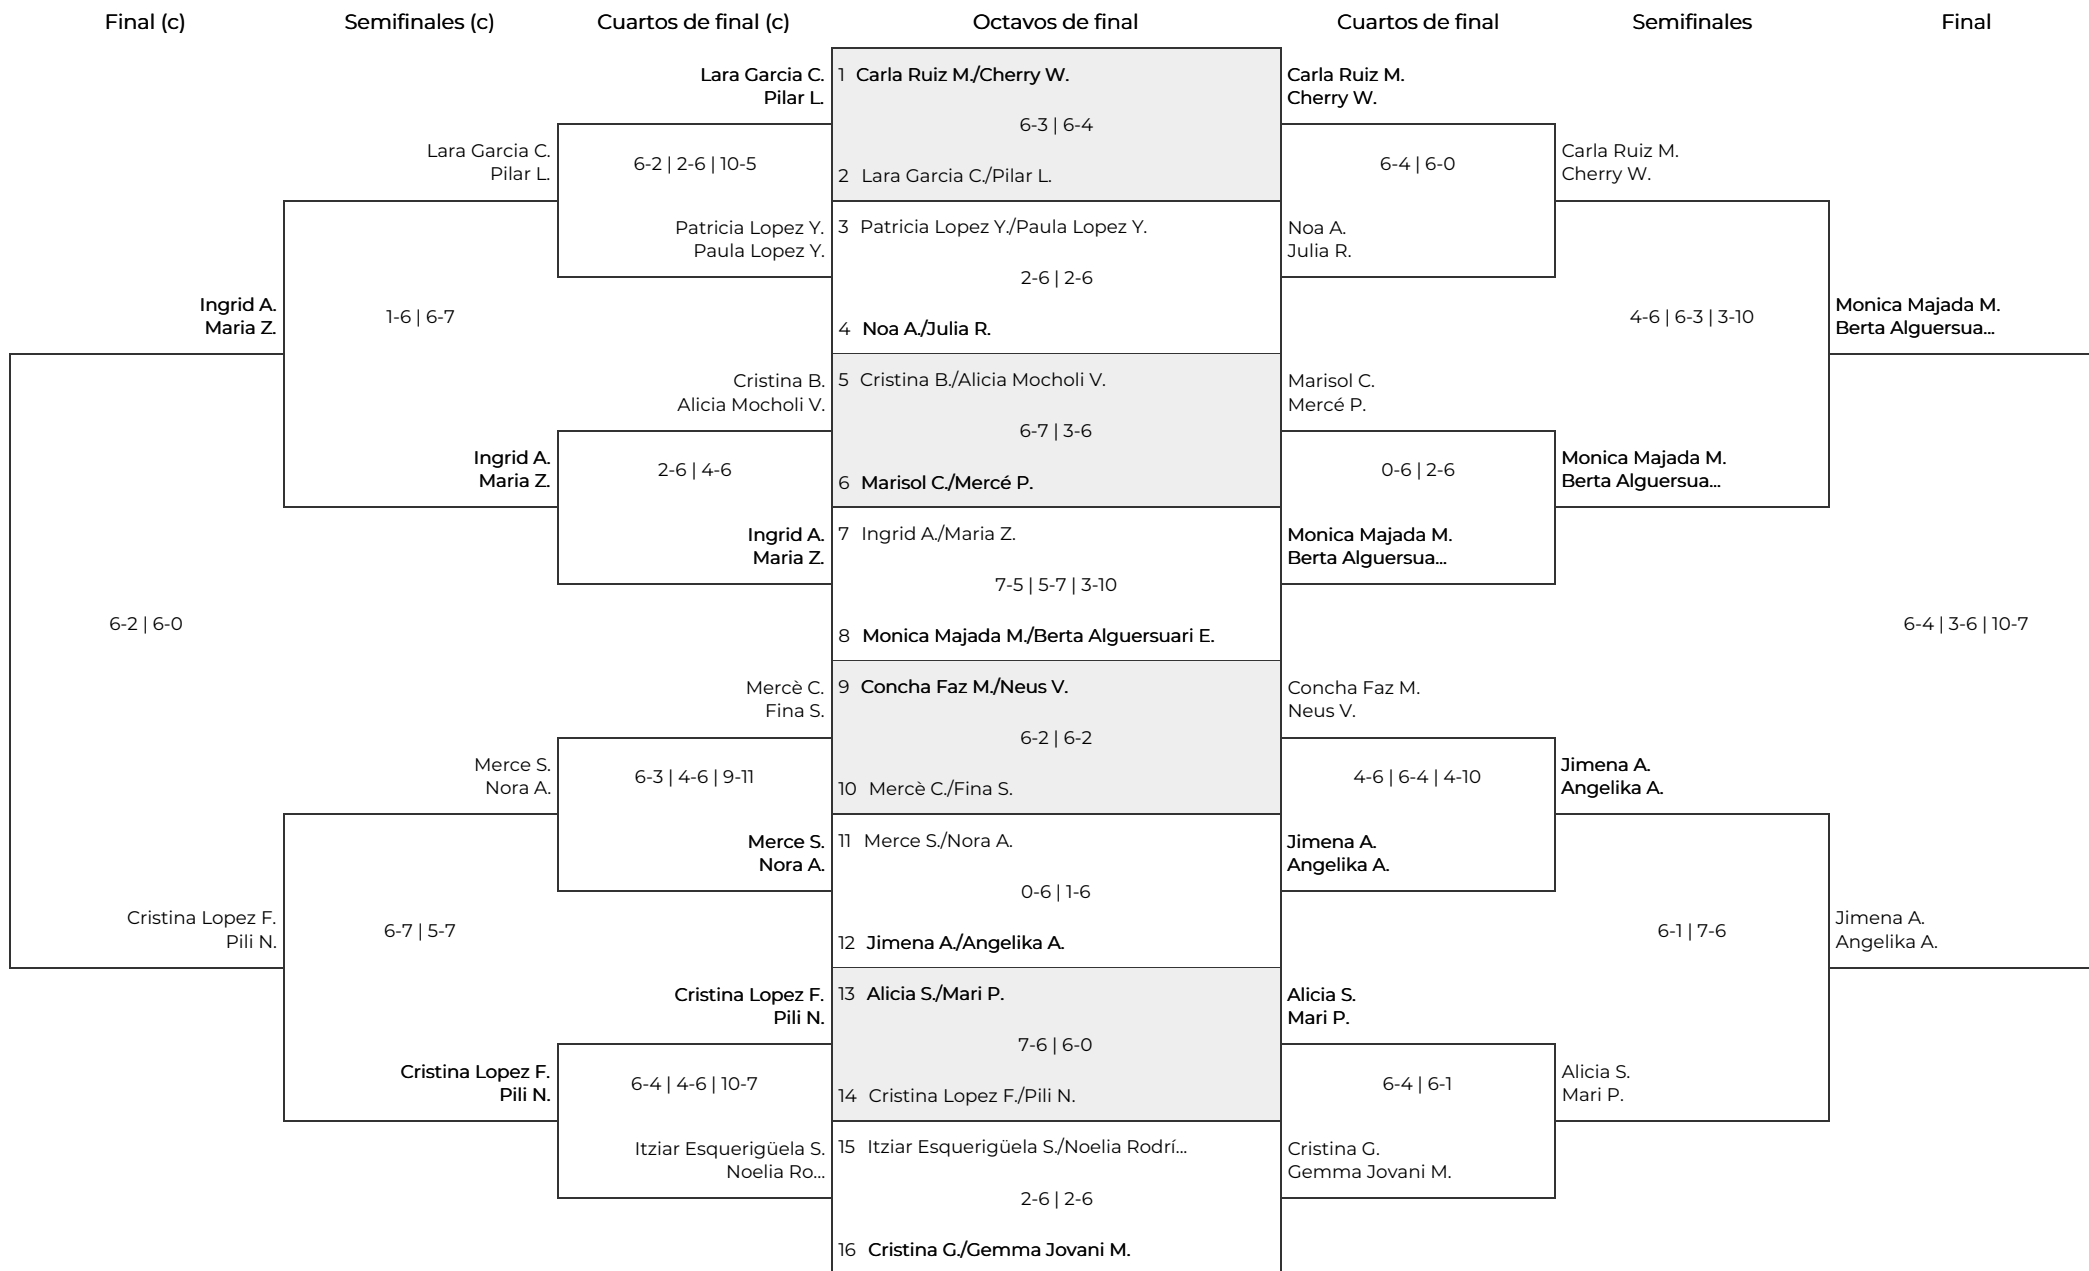 Final (c)
Semifinales (c)
Cuartos de final (c)
Octavos de final
Cuartos de final
Semifinales
Final
Ingrid A.
Maria Z.
6-2 | 6-0
Cristina Lopez F.
Pili N.
Lara Garcia C.
Pilar L.
1-6 | 6-7
Ingrid A.
Maria Z.
Merce S.
Nora A.
6-7 | 5-7
Cristina Lopez F.
Pili N.
Lara Garcia C.
Pilar L.
6-2 | 2-6 | 10-5
Patricia Lopez Y.
Paula Lopez Y.
Cristina B.
Alicia Mocholi V.
2-6 | 4-6
Ingrid A.
Maria Z.
Mercè C.
Fina S.
6-3 | 4-6 | 9-11
Merce S.
Nora A.
Cristina Lopez F.
Pili N.
6-4 | 4-6 | 10-7
Itziar Esquerigüela S.
Noelia Ro...
1 Carla Ruiz M./Cherry W.
6-3 | 6-4
2 Lara Garcia C./Pilar L.
3 Patricia Lopez Y./Paula Lopez Y.
2-6 | 2-6
4 Noa A./Julia R.
5 Cristina B./Alicia Mocholi V.
6-7 | 3-6
6 Marisol C./Mercé P.
7 Ingrid A./Maria Z.
7-5 | 5-7 | 3-10
8 Monica Majada M./Berta Alguersuari E.
9 Concha Faz M./Neus V.
6-2 | 6-2
10 Mercè C./Fina S.
11 Merce S./Nora A.
0-6 | 1-6
12 Jimena A./Angelika A.
13 Alicia S./Mari P.
7-6 | 6-0
14 Cristina Lopez F./Pili N.
15 Itziar Esquerigüela S./Noelia Rodrí...
2-6 | 2-6
16 Cristina G./Gemma Jovani M.
Carla Ruiz M.
Cherry W.
6-4 | 6-0
Noa A.
Julia R.
Marisol C.
Mercé P.
0-6 | 2-6
Monica Majada M.
Berta Alguersua...
Concha Faz M.
Neus V.
4-6 | 6-4 | 4-10
Jimena A.
Angelika A.
Alicia S.
Mari P.
6-4 | 6-1
Cristina G.
Gemma Jovani M.
Carla Ruiz M.
Cherry W.
4-6 | 6-3 | 3-10
Monica Majada M.
Berta Alguersua...
Jimena A.
Angelika A.
6-1 | 7-6
Alicia S.
Mari P.
Monica Majada M.
Berta Alguersua...
6-4 | 3-6 | 10-7
Jimena A.
Angelika A.